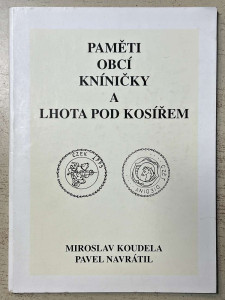 PAMĚTI
OBCÍ
KNÍNIČKY
A
LHOTA POD KOSÍŘEM
MIROSLAV KOUDELA
PAVEL NAVRÁTIL